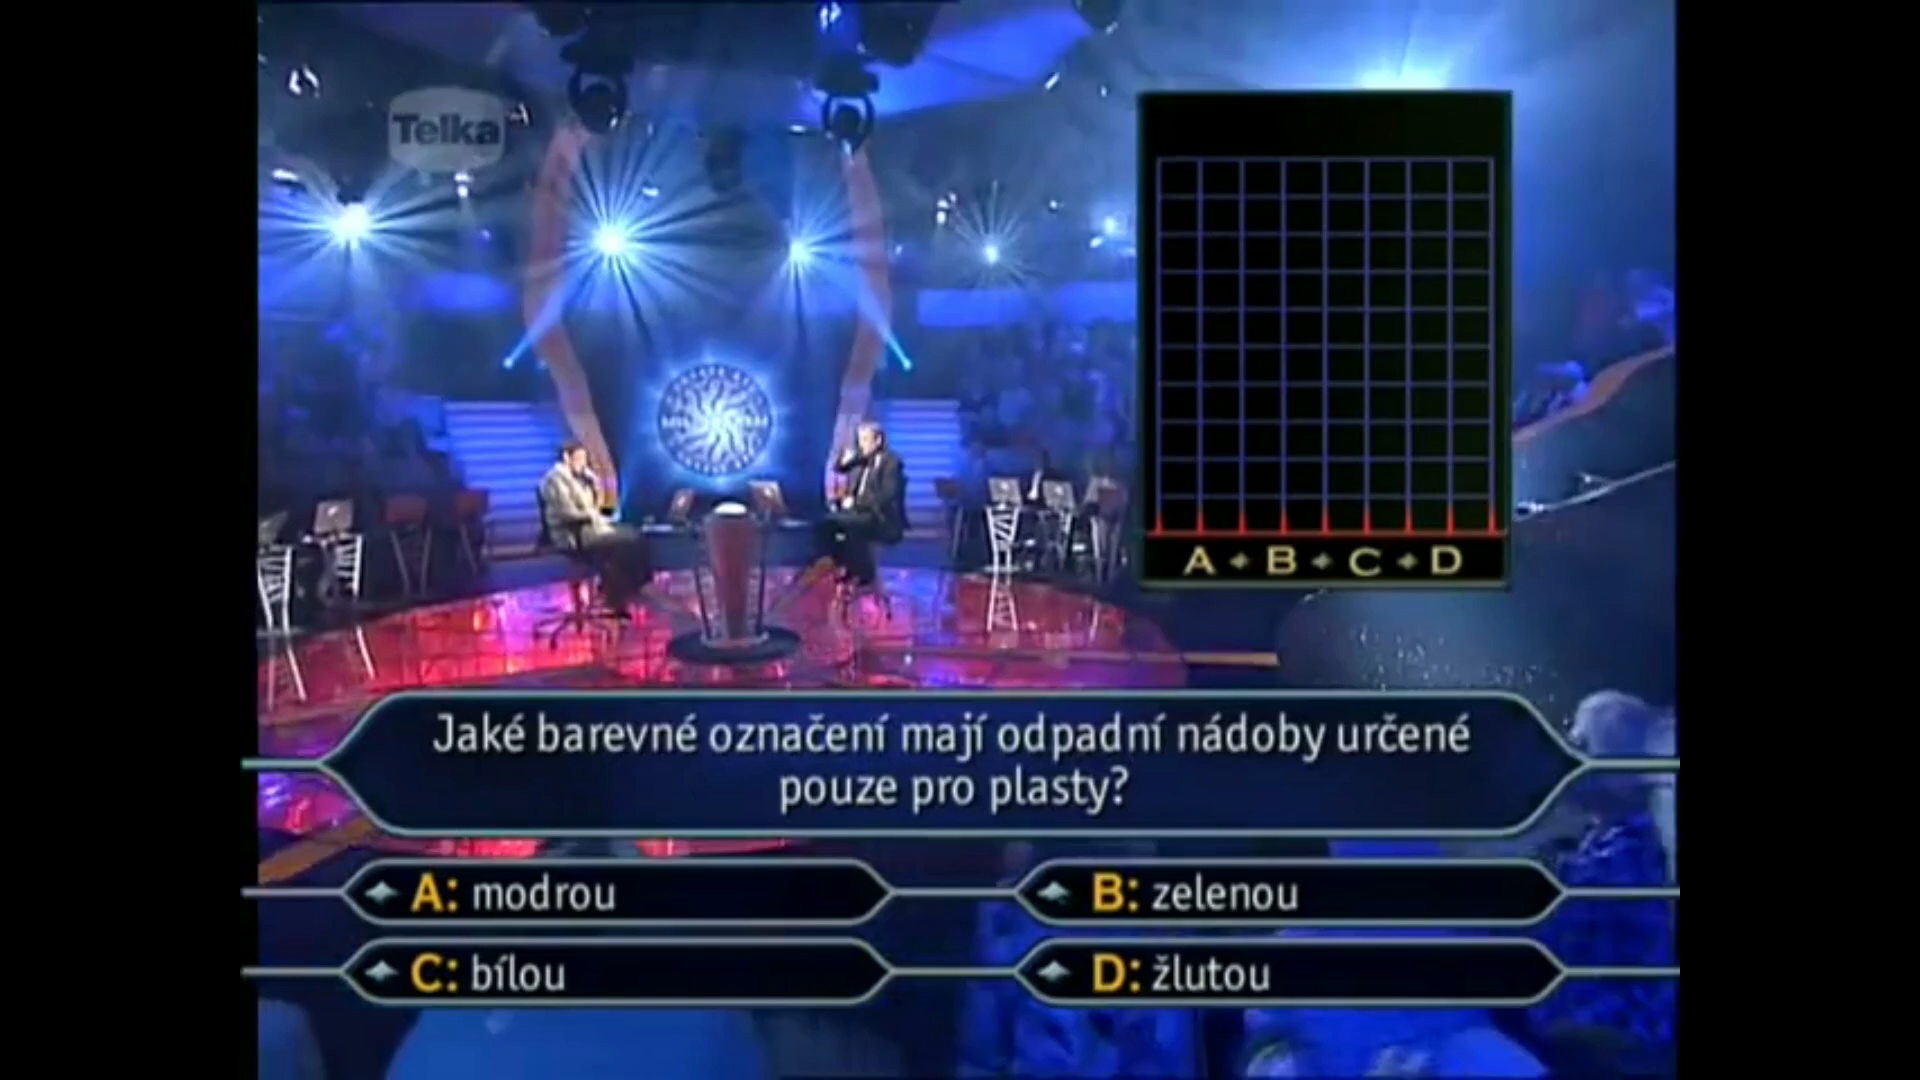 Telka
A B C D
Jaké barevné označení mají odpadní nádoby určené
pouze pro plasty?
A: modrou
B: zelenou
C: bílou
D: žlutou